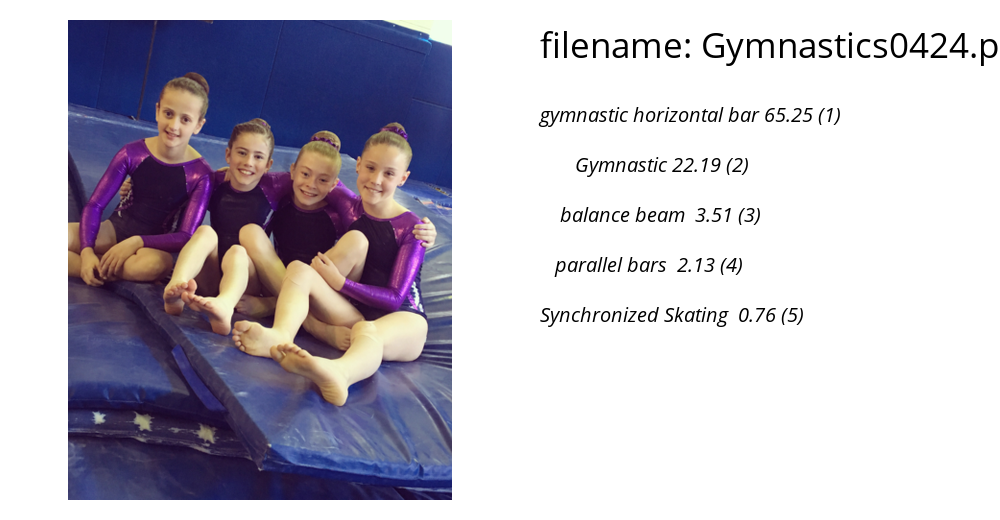 filename: Gymnastics0424.p
gymnastic horizontal bar 65.25 (1)
Gymnastic 22.19 (2)
balance beam 3.51 (3)
parallel bars 2.13 (4)
Synchronized Skating 0.76 (5)